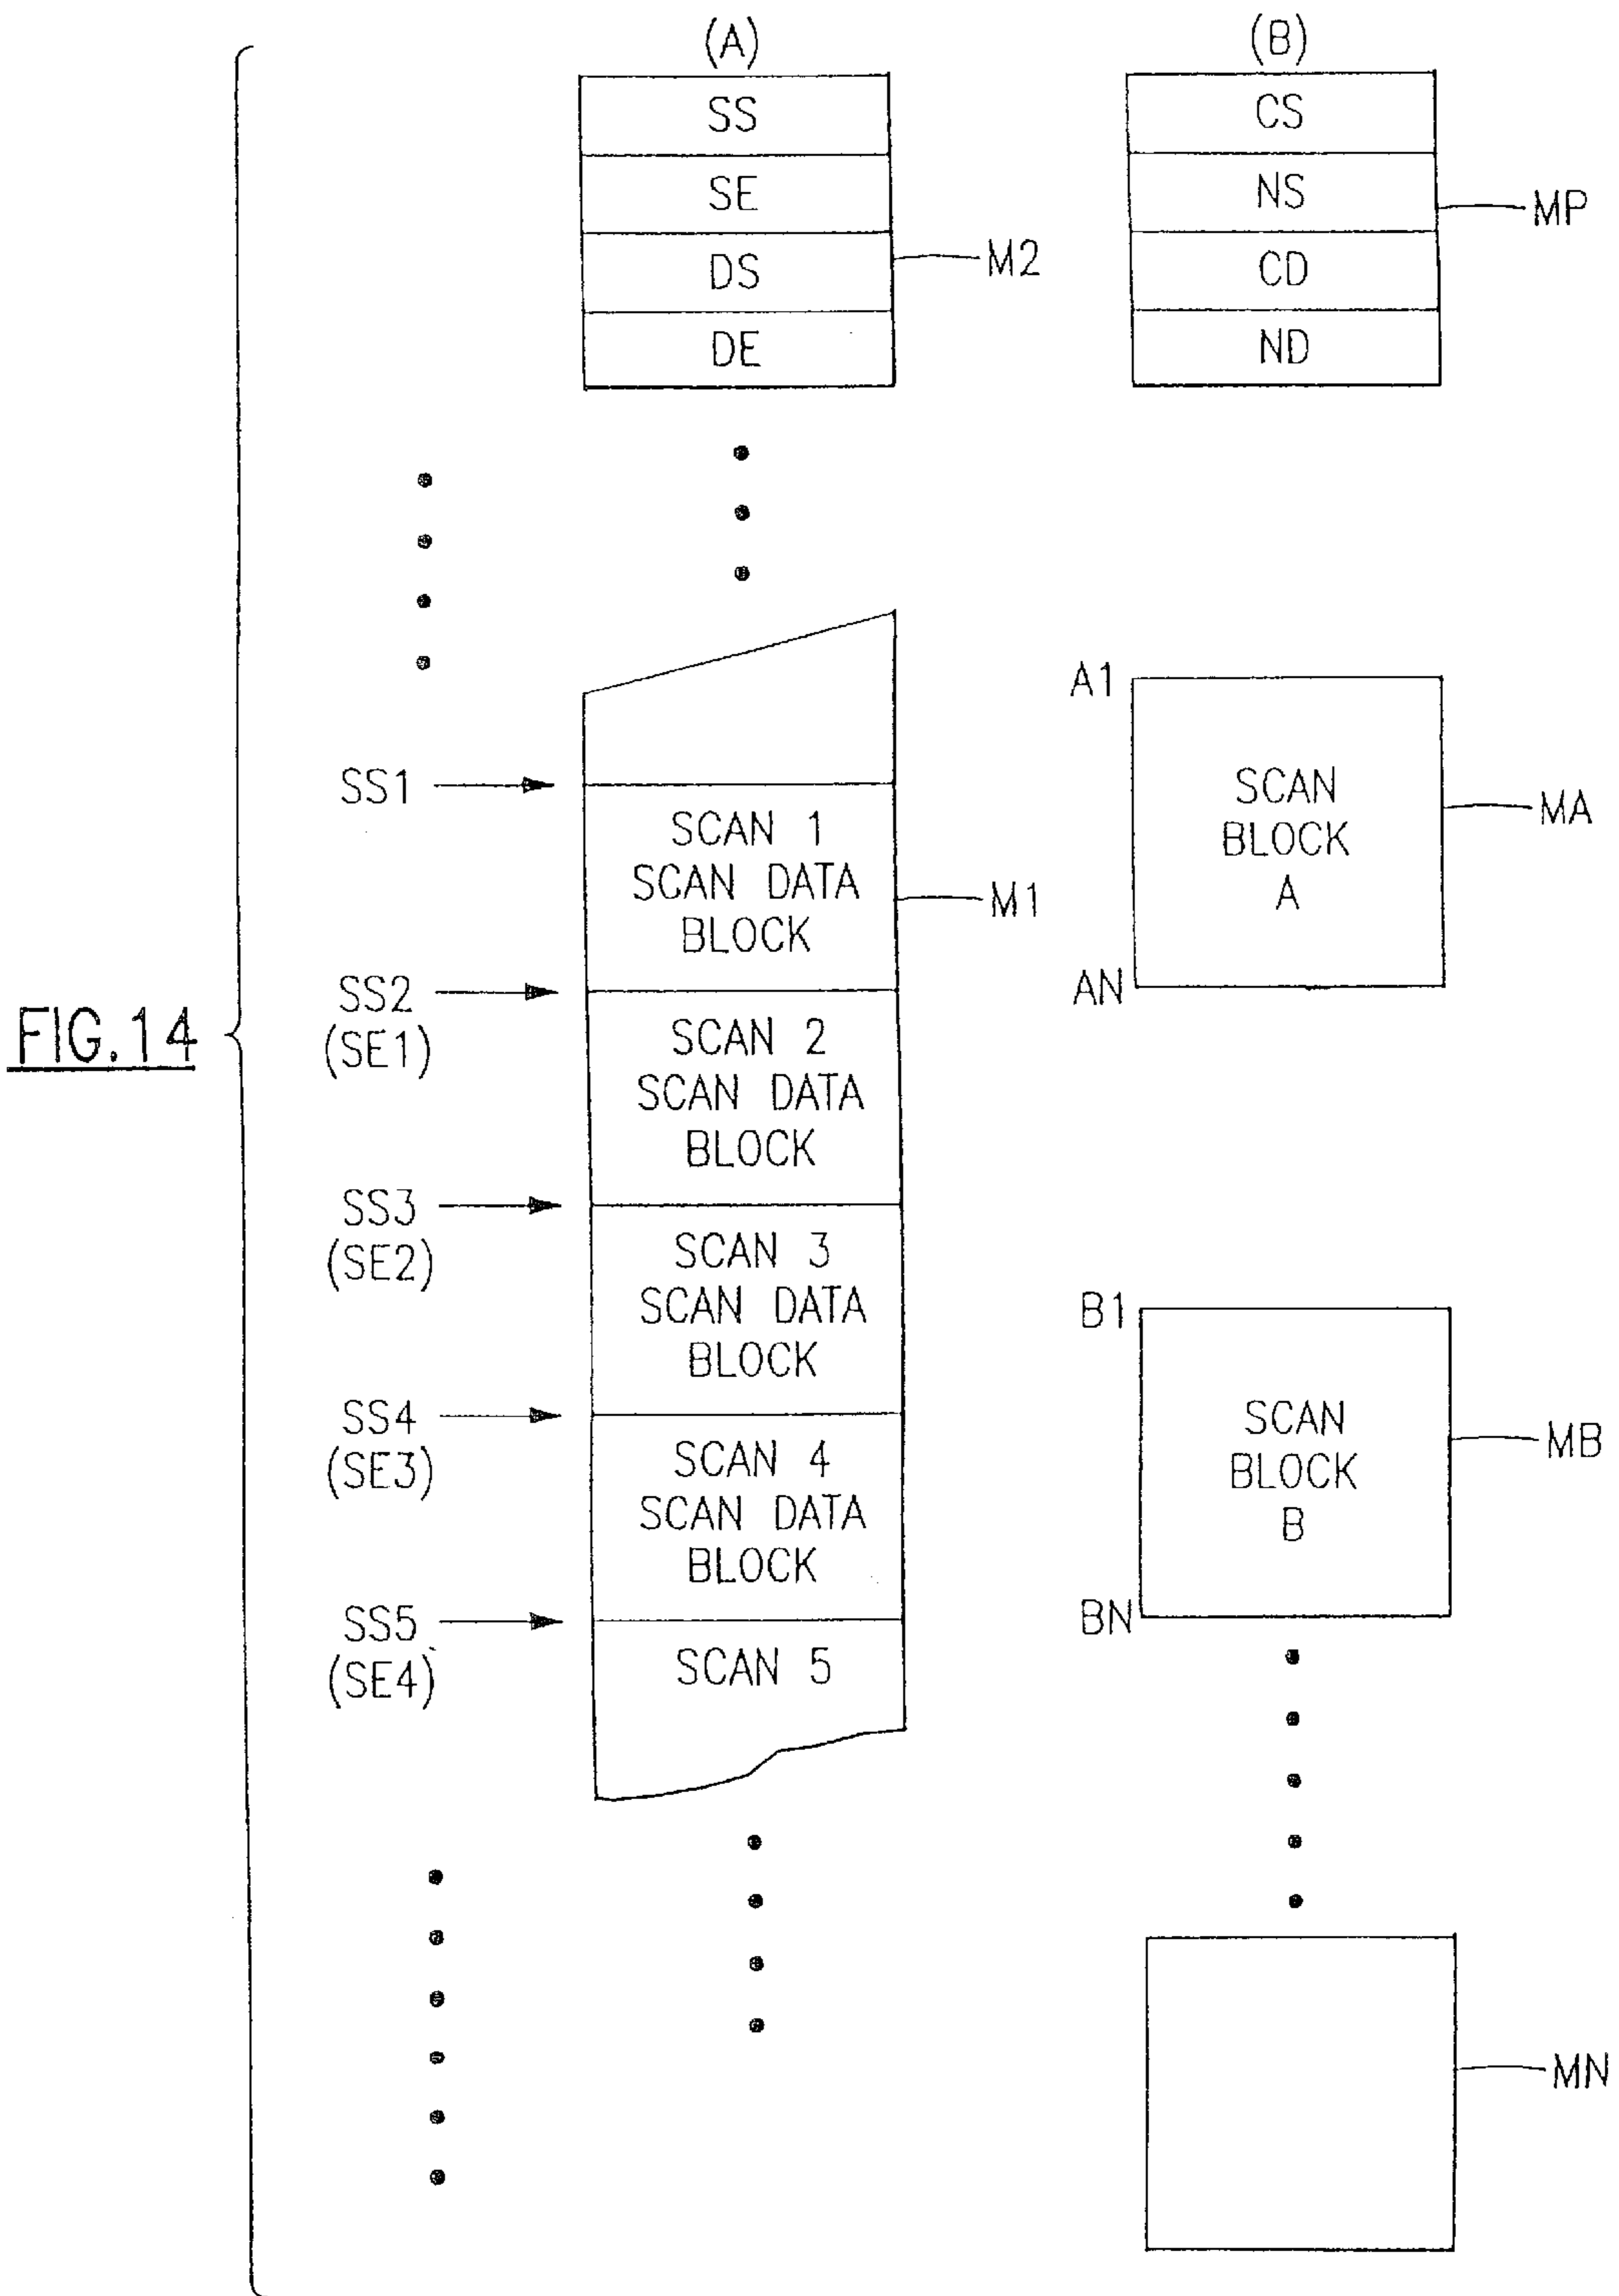 (A)
SS
SE
DS
DE
M2
SS1
SCAN 1
SCAN DATA
BLOCK
M1
SS2
(SE1)
SCAN 2
SCAN DATA
BLOCK
SS3
(SE2)
SCAN 3
SCAN DATA
BLOCK
SS4
(SE3)
SCAN 4
SCAN DATA
BLOCK
SS5
(SE4)
SCAN 5
(B)
CS
NS
CD
ND
MP
A1
SCAN
BLOCK
A
MA
AN
B1
SCAN
BLOCK
B
MB
BN
MN
FIG.14